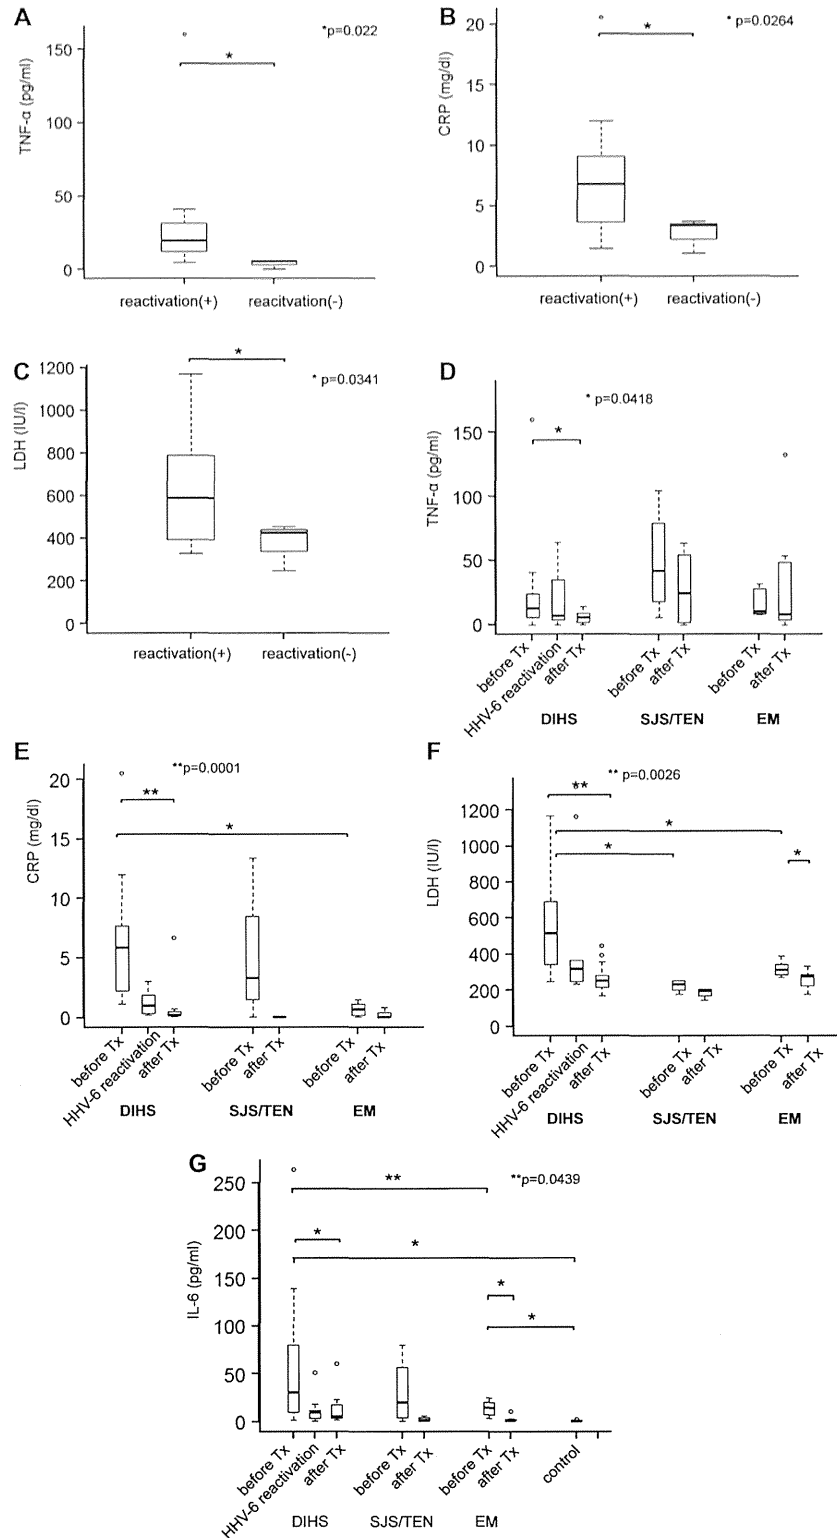 A
*p=0.022
TNF-α (pg/ml)
150
100
50
0
*
reactivation(+) reacitvation(-)
B
* p=0.0264
CRP (mg/dl)
20
15
10
5
0
*
reactivation(+) reactivation(-)
C
* p=0.0341
LDH (IU/l)
1200
1000
800
600
400
200
0
*
reactivation(+) reactivation(-)
D
* p=0.0418
TNF-α (pg/ml)
150
100
50
0
*
before Tx
HHV-6 reactivation
after Tx
before Tx
after Tx
before Tx
after Tx
DIHS SJS/TEN EM
E
**p=0.0001
CRP (mg/dl)
20
15
10
5
0
**
*
before Tx
HHV-6 reactivation
after Tx
before Tx
after Tx
before Tx
after Tx
DIHS SJS/TEN EM
F
** p=0.0026
LDH (IU/l)
1200
1000
800
600
400
200
0
**
*
*
*
before Tx
HHV-6 reactivation
after Tx
before Tx
after Tx
before Tx
after Tx
DIHS SJS/TEN EM
G
**p=0.0439
IL-6 (pg/ml)
250
200
150
100
50
0
**
*
*
*
*
before Tx
HHV-6 reactivation
after Tx
before Tx
after Tx
before Tx
after Tx
control
DIHS SJS/TEN EM